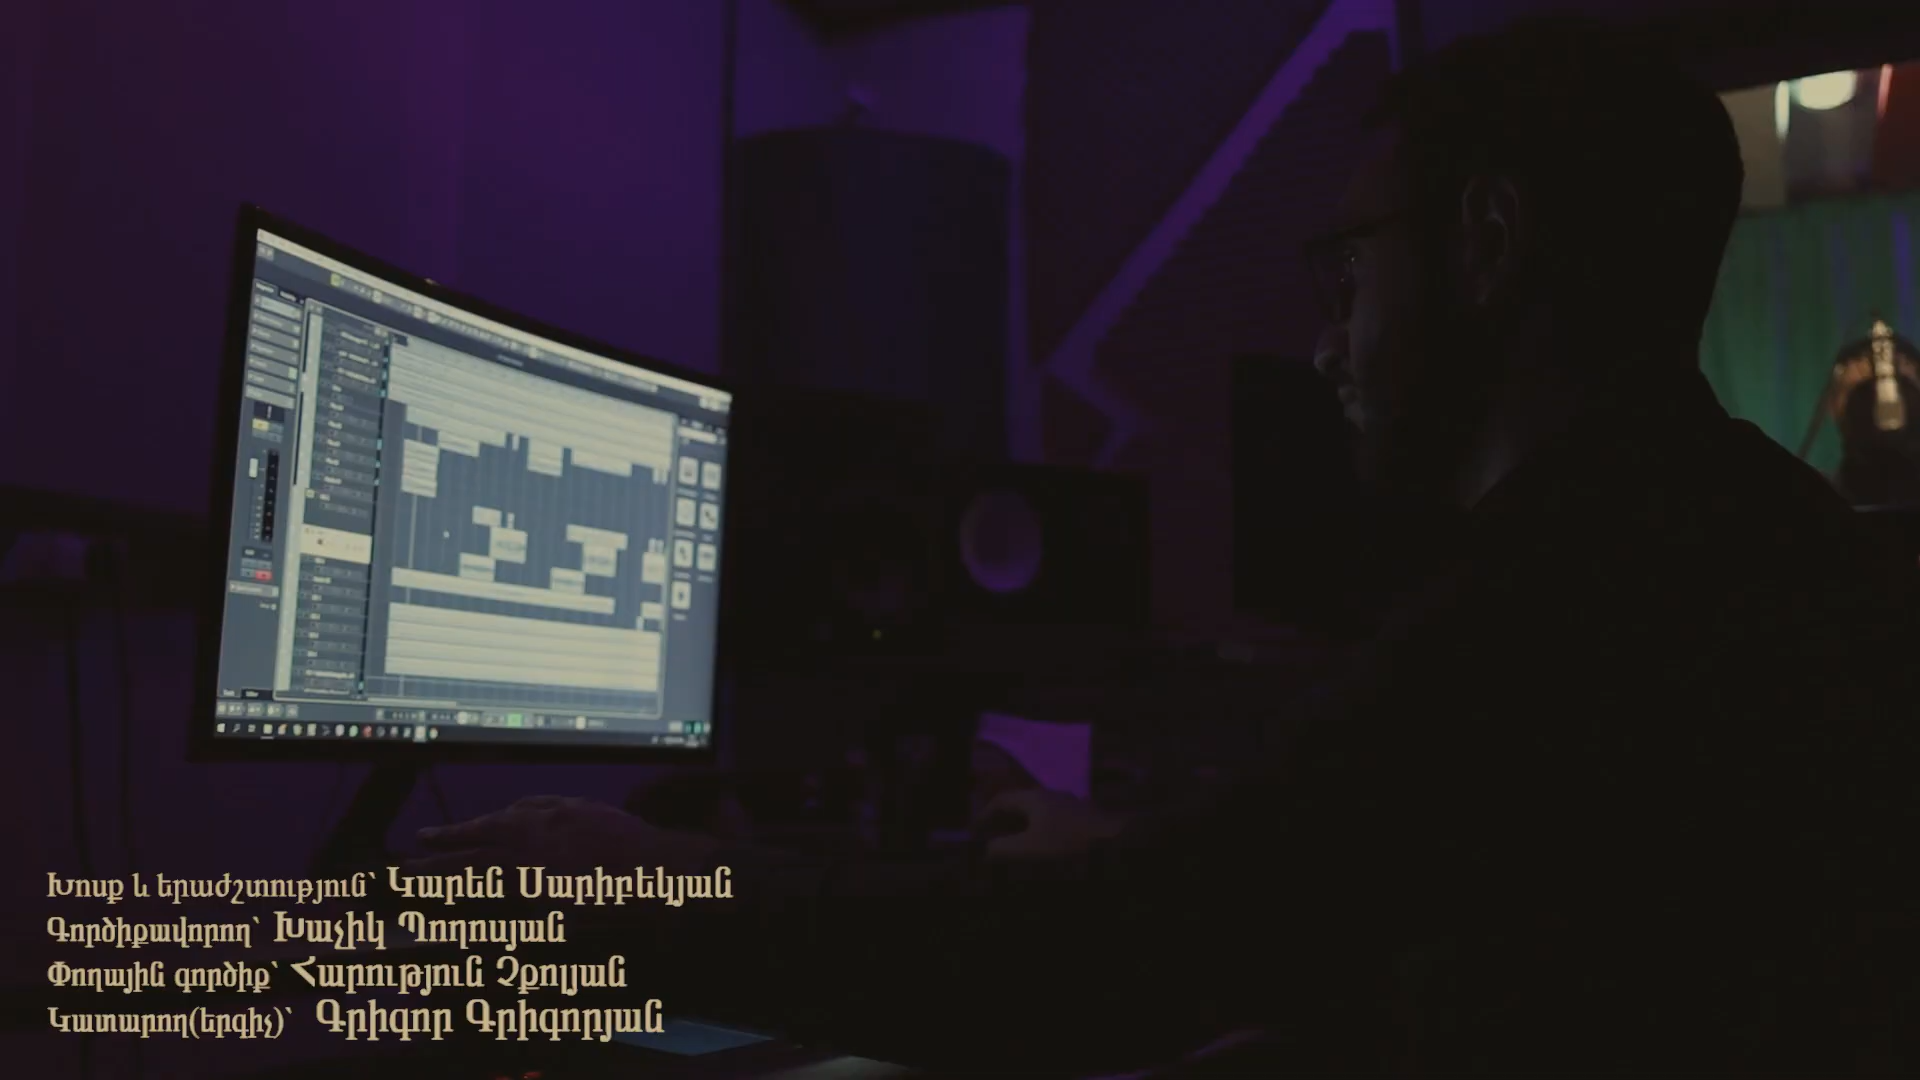 Խոսք և երաժշտություն՝ Կարեն Սարիբեկյան
Գործիքավորող՝ Խաչիկ Պողոսյան
Փողային գործիք՝ Հարություն Չքոլյան
Կատարող(երգիչ)՝ Գրիգոր Գրիգորյան